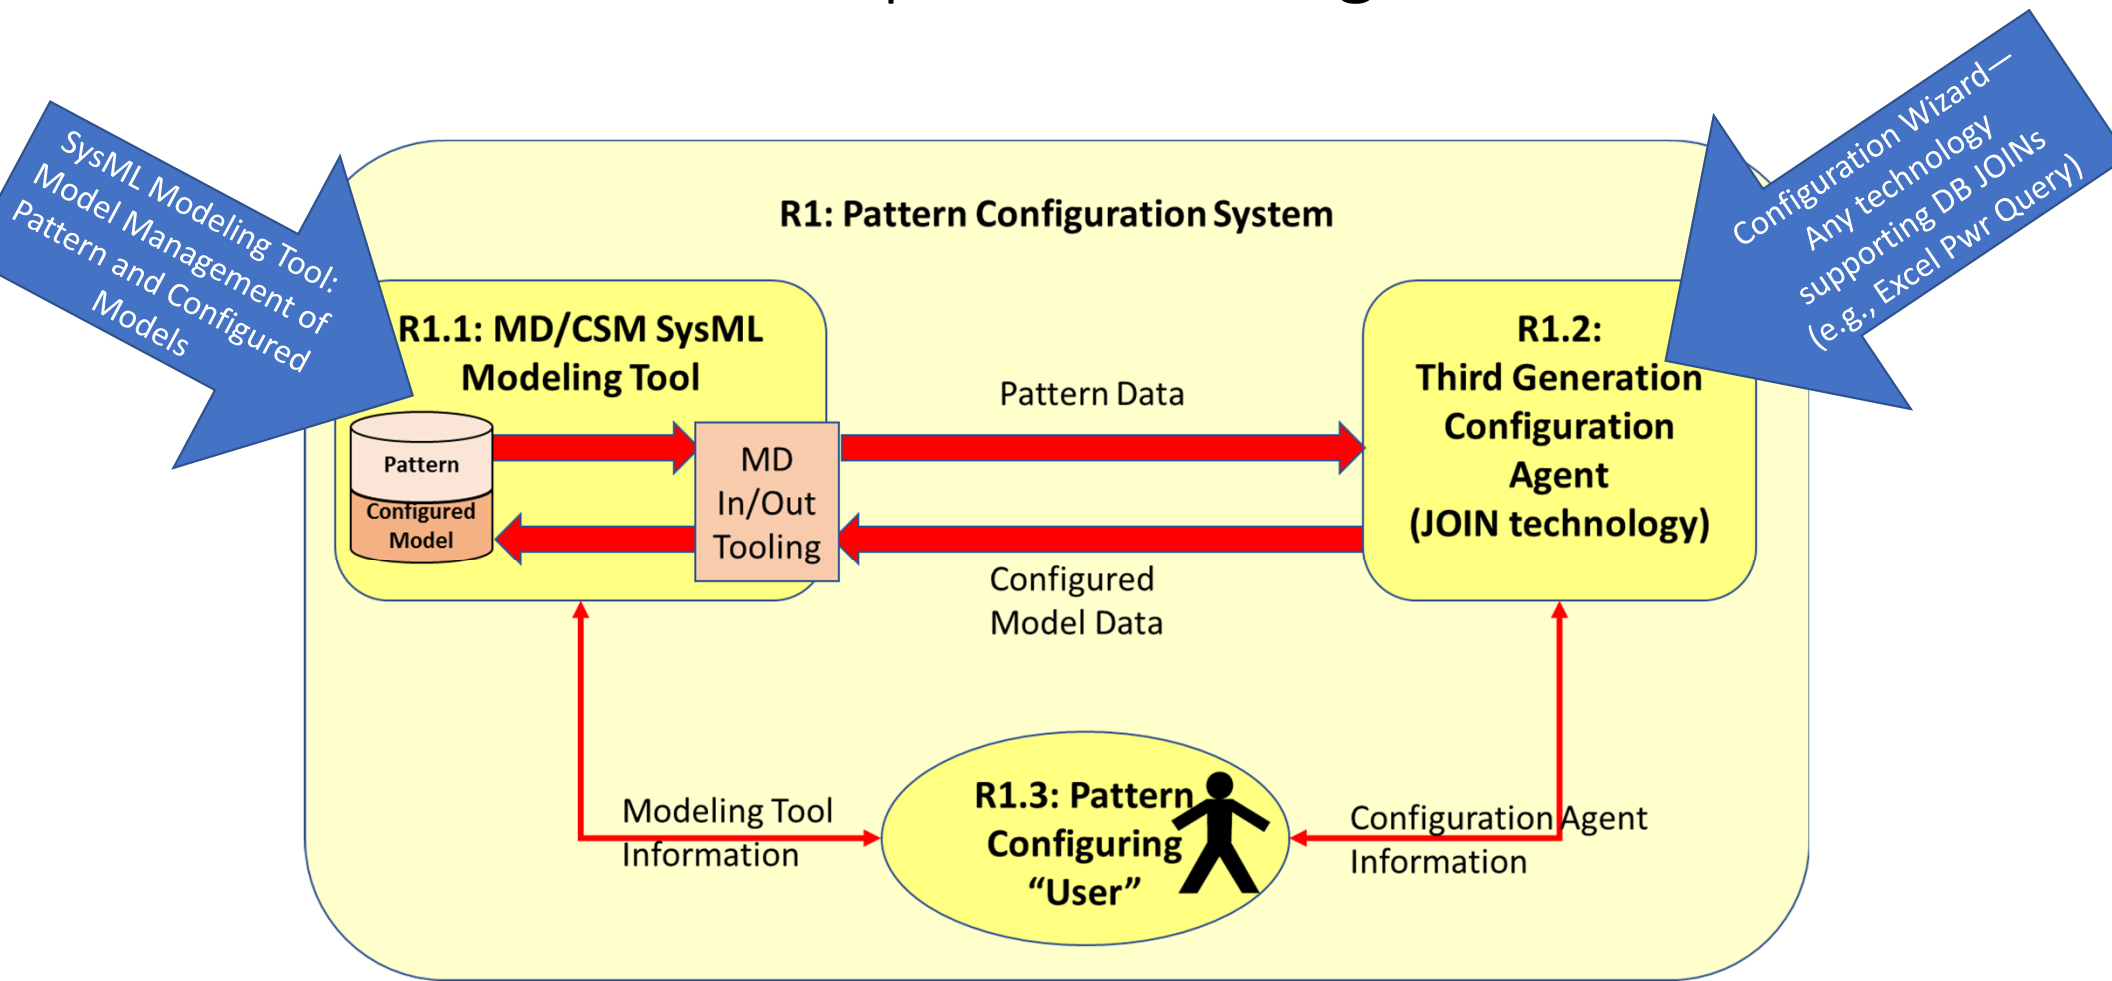 SysML Modeling Tool:
Model Management of
Pattern and Configured
Models
Configuration Wizard—
Any technology
supporting DB JOINs
(e.g., Excel Pwr Query)
R1: Pattern Configuration System
R1.1: MD/CSM SysML
Modeling Tool
Pattern
Configured
Model
MD
In/Out
Tooling
Pattern Data
Configured
Model Data
R1.2:
Third Generation
Configuration
Agent
(JOIN technology)
Modeling Tool
Information
R1.3: Pattern
Configuring
“User”
Configuration Agent
Information